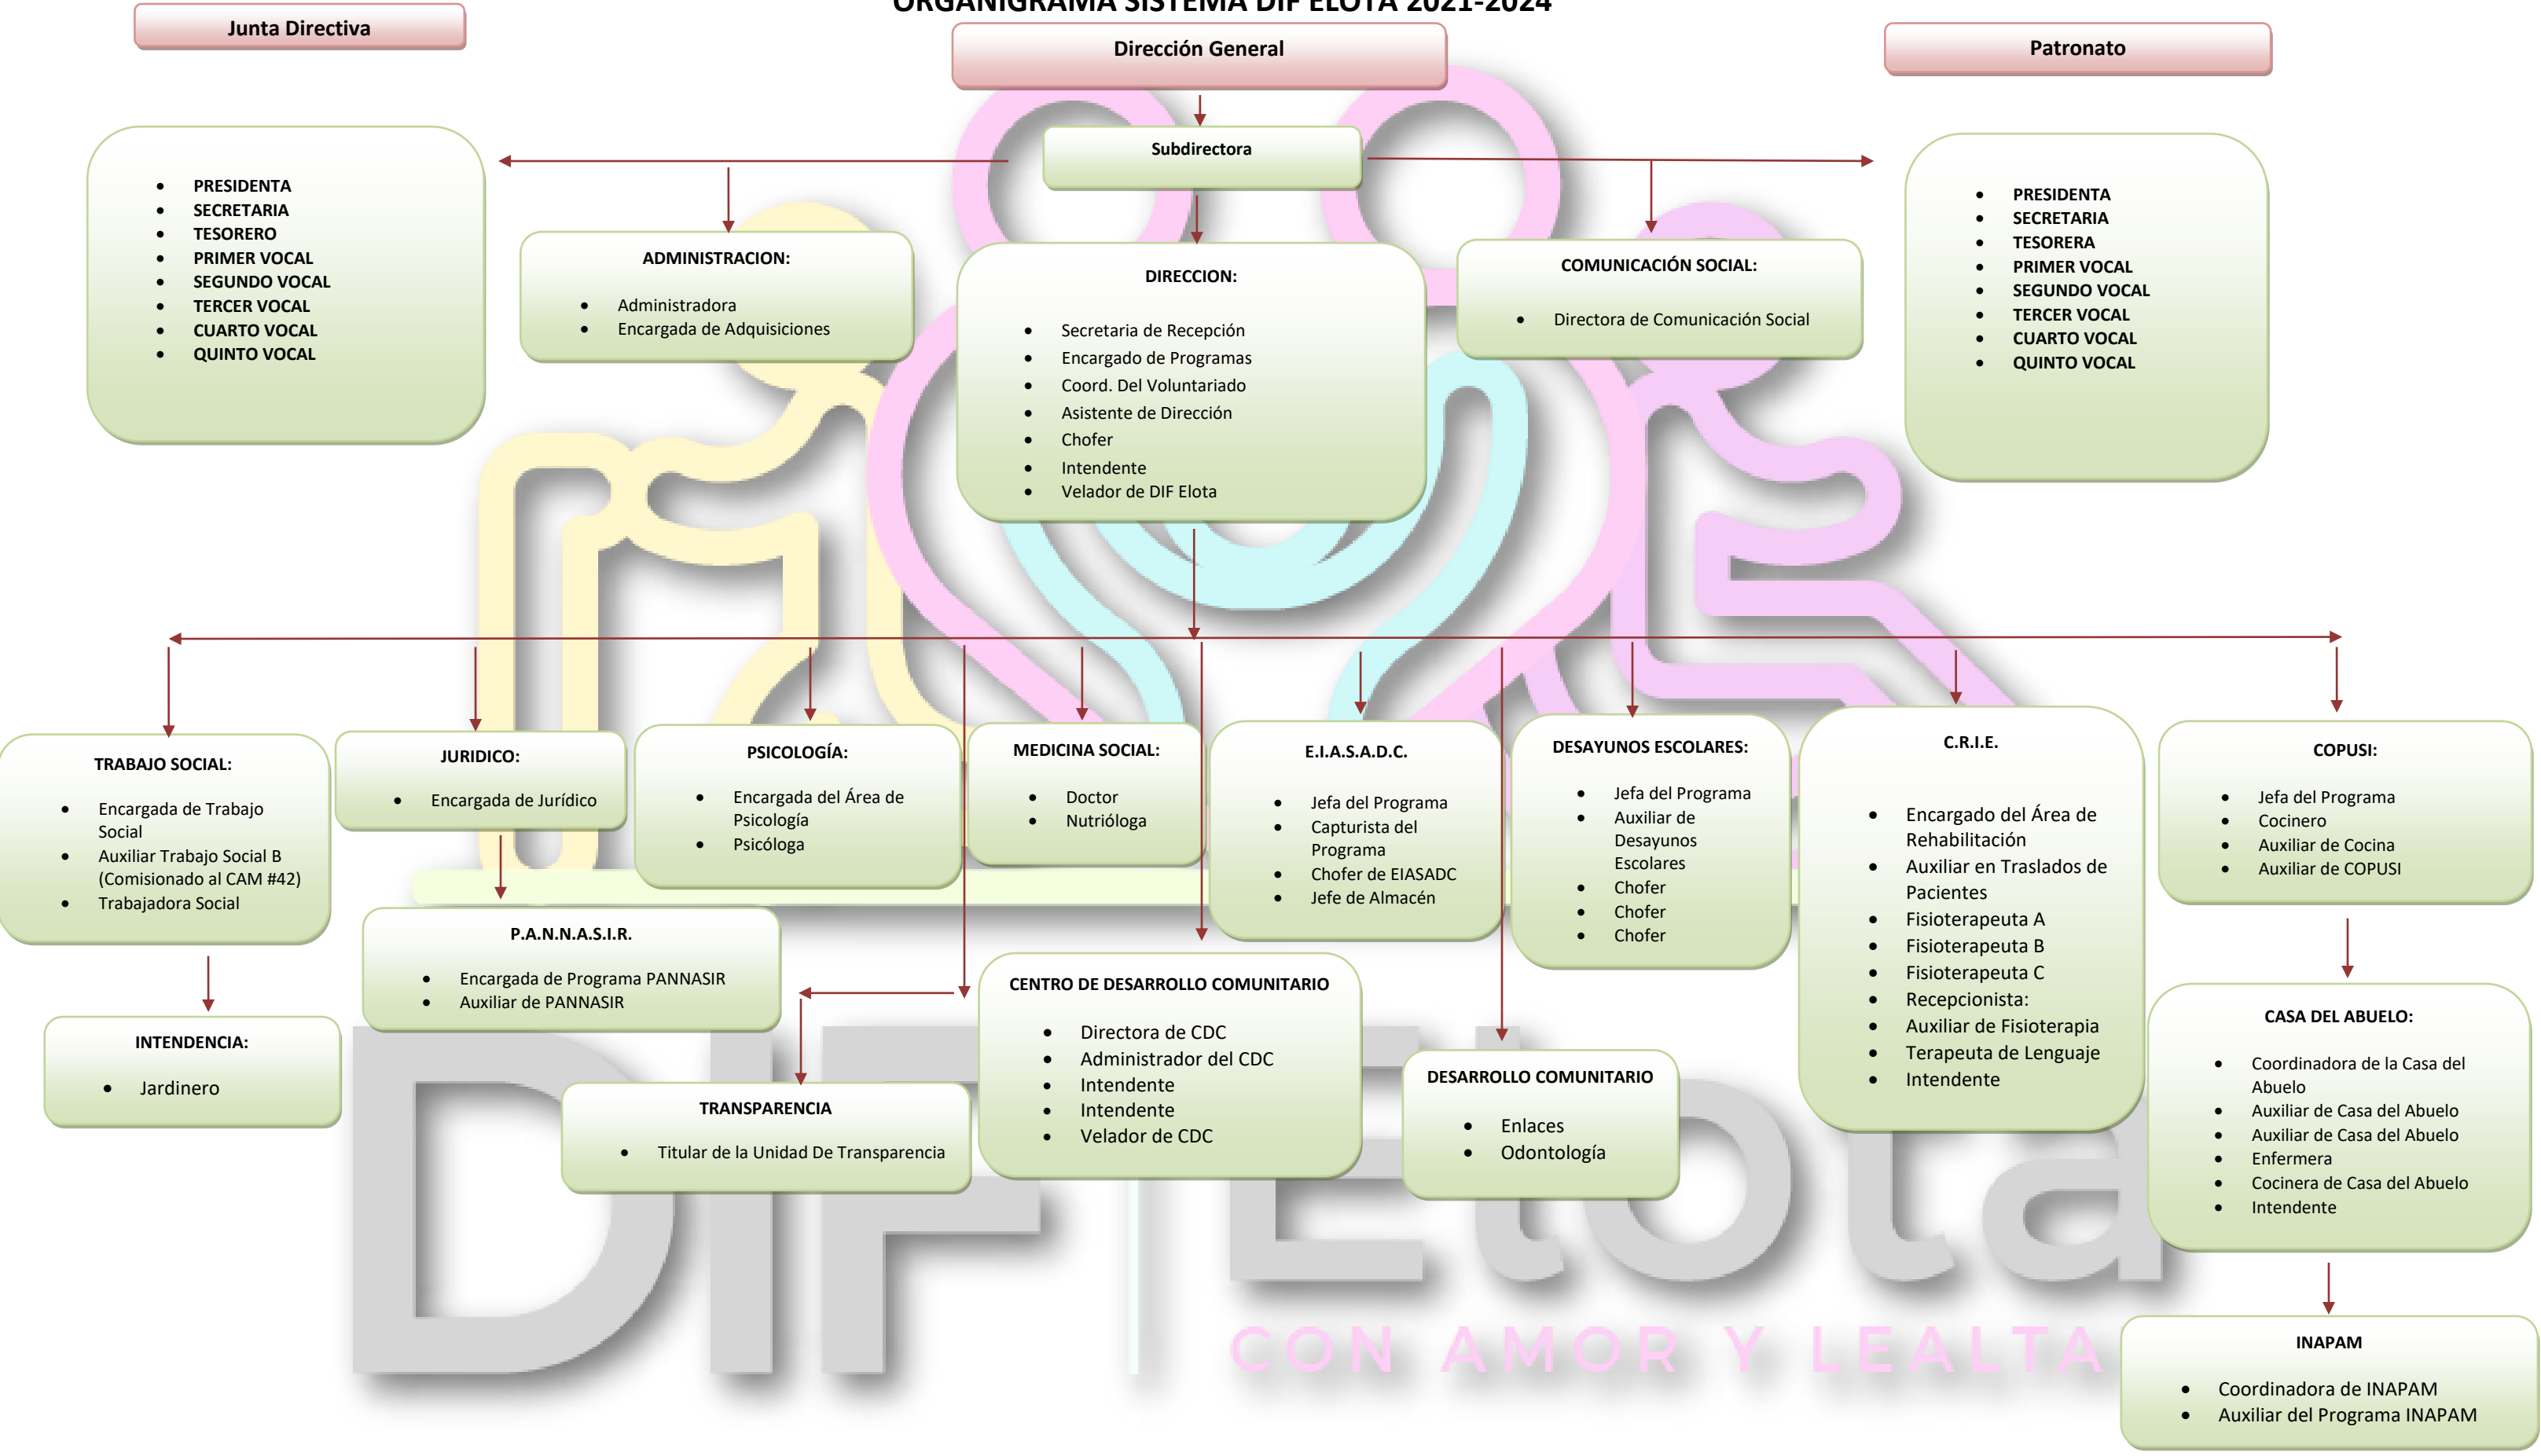 ORGANIGRAMA SISTEMA DIF ELOTA 2021-2024
Junta Directiva
Dirección General
Patronato
Subdirectora
• PRESIDENTA
• SECRETARIA
• TESORERO
• PRIMER VOCAL
• SEGUNDO VOCAL
• TERCER VOCAL
• CUARTO VOCAL
• QUINTO VOCAL
ADMINISTRACION:
• Administradora
• Encargada de Adquisiciones
DIRECCION:
• Secretaria de Recepción
• Encargado de Programas
• Coord. Del Voluntariado
• Asistente de Dirección
• Chofer
• Intendente
• Velador de DIF Elota
COMUNICACIÓN SOCIAL:
• Directora de Comunicación Social
• PRESIDENTA
• SECRETARIA
• TESORERA
• PRIMER VOCAL
• SEGUNDO VOCAL
• TERCER VOCAL
• CUARTO VOCAL
• QUINTO VOCAL
TRABAJO SOCIAL:
• Encargada de Trabajo
Social
• Auxiliar Trabajo Social B
(Comisionado al CAM #42)
• Trabajadora Social
JURIDICO:
• Encargada de Jurídico
PSICOLOGÍA:
• Encargada del Área de
Psicología
• Psicóloga
MEDICINA SOCIAL:
• Doctor
• Nutrióloga
E.I.A.S.A.D.C.
• Jefa del Programa
• Capturista del
Programa
• Chofer de EIASADC
• Jefe de Almacén
DESAYUNOS ESCOLARES:
• Jefa del Programa
• Auxiliar de
Desayunos
Escolares
• Chofer
• Chofer
• Chofer
C.R.I.E.
• Encargado del Área de
Rehabilitación
• Auxiliar en Traslados de
Pacientes
• Fisioterapeuta A
• Fisioterapeuta B
• Fisioterapeuta C
• Recepcionista:
• Auxiliar de Fisioterapia
• Terapeuta de Lenguaje
• Intendente
COPUSI:
• Jefa del Programa
• Cocinero
• Auxiliar de Cocina
• Auxiliar de COPUSI
P.A.N.N.A.S.I.R.
• Encargada de Programa PANNASIR
• Auxiliar de PANNASIR
INTENDENCIA:
• Jardinero
TRANSPARENCIA
• Titular de la Unidad De Transparencia
CENTRO DE DESARROLLO COMUNITARIO
• Directora de CDC
• Administrador del CDC
• Intendente
• Intendente
• Velador de CDC
DESARROLLO COMUNITARIO
• Enlaces
• Odontología
CASA DEL ABUELO:
• Coordinadora de la Casa del
Abuelo
• Auxiliar de Casa del Abuelo
• Auxiliar de Casa del Abuelo
• Enfermera
• Cocinera de Casa del Abuelo
• Intendente
INAPAM
• Coordinadora de INAPAM
• Auxiliar del Programa INAPAM
DIF Elota
CON AMOR Y LEALTA